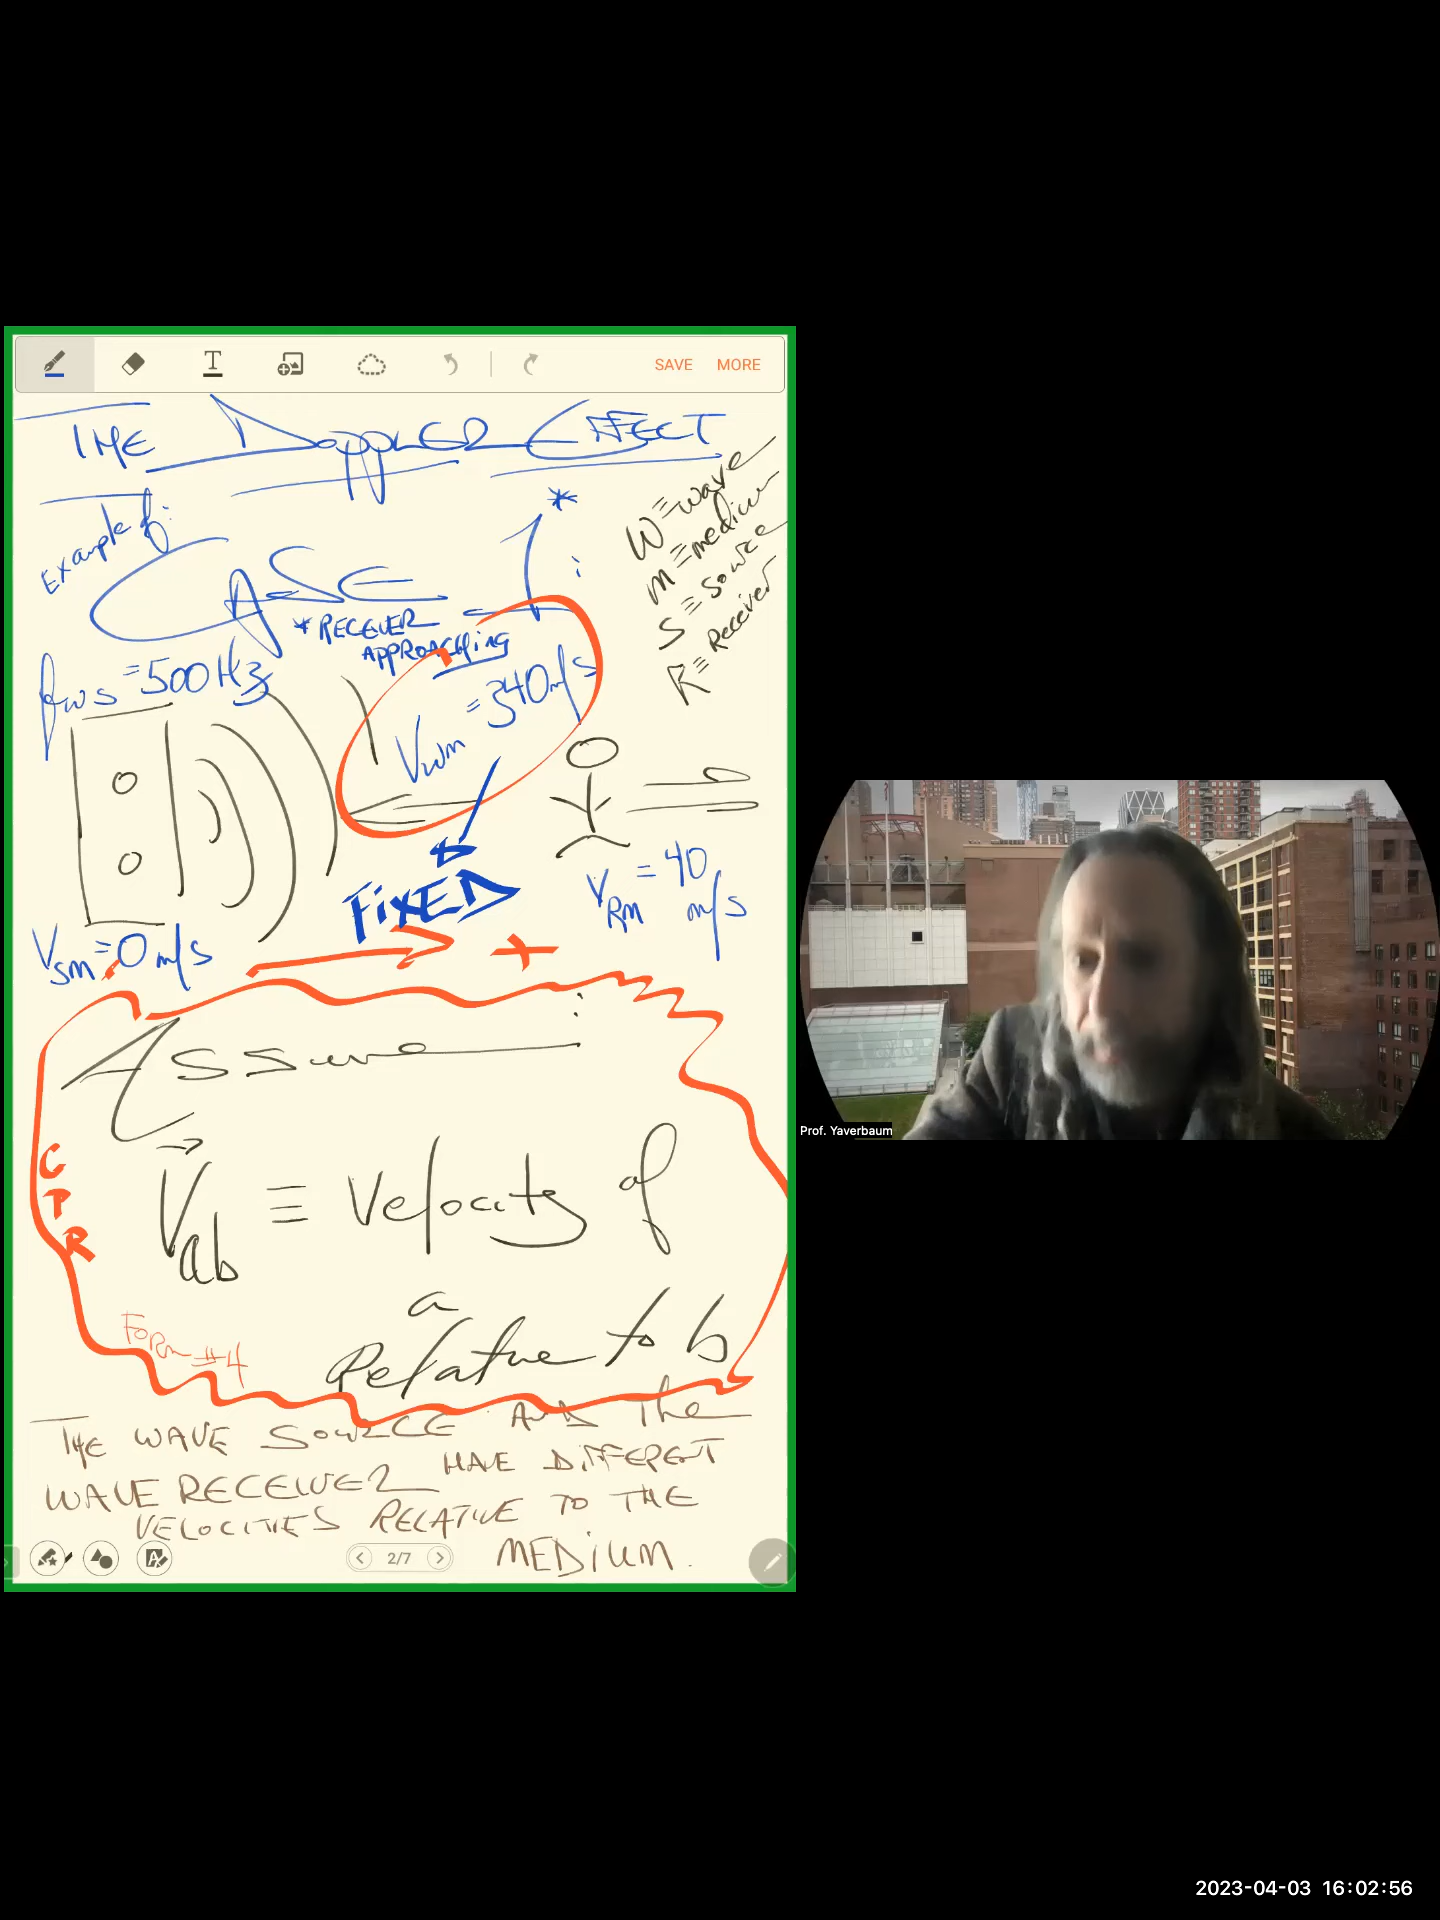 SAVE MORE
THE DOPPLER EFFECT
Example of:
CASE 1*:
* RECEIVER
APPROACHING
W ≡ wave
m ≡ medium
S ≡ Source
R ≡ Receiver
fws = 500 Hz
Vwm = 340 m/s
FIXED
VRm = 40
m/s
Vsm = 0 m/s
+
Assume:
CPR
Vab ≡ Velocity of
a
Relative to b
Form #4
THE WAVE SOURCE AND The
WAVE RECEIVER HAVE DIFFERENT
VELOCITIES RELATIVE TO THE
MEDIUM.
2/7
Prof. Yaverbaum
2023-04-03 16:02:56